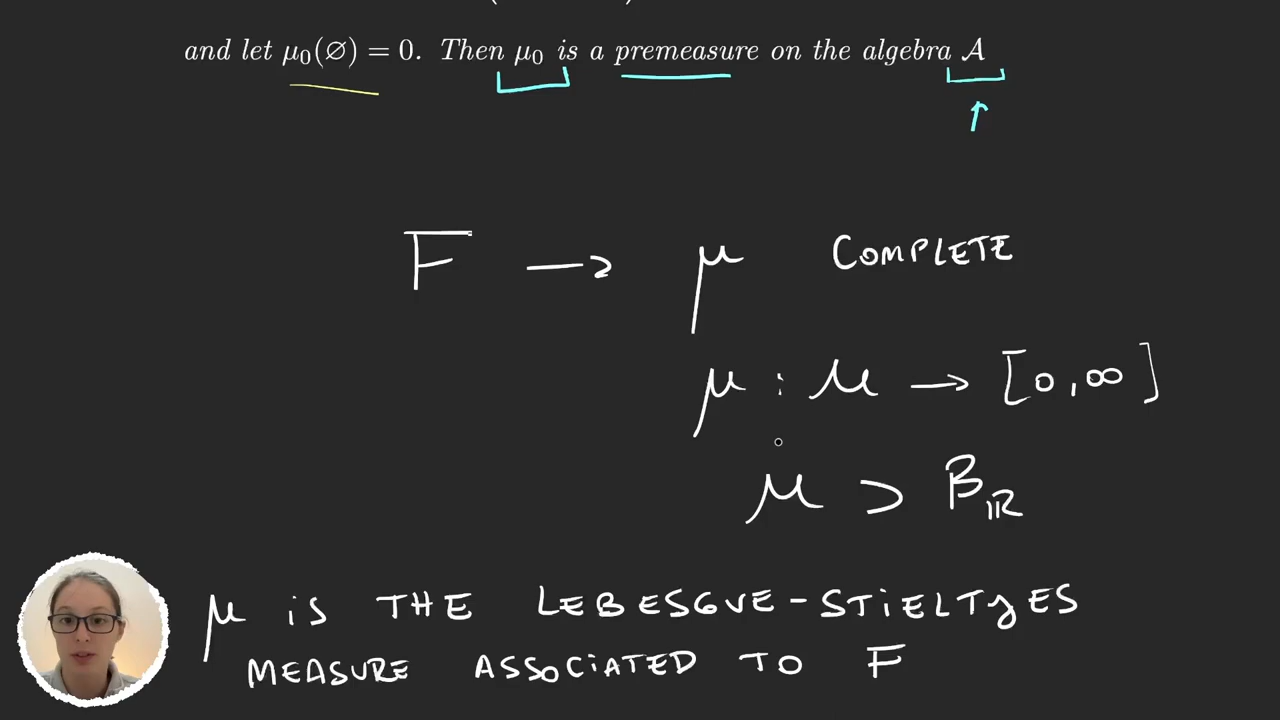 and let μ₀(∅) = 0. Then μ₀ is a premeasure on the algebra 𝒜
F → μ COMPLETE
μ : ℳ → [0, ∞]
ℳ ⊃ ℬ_ℝ
μ is THE LEBESGUE-STiELTjES
MEASURE ASSOCiATED TO F